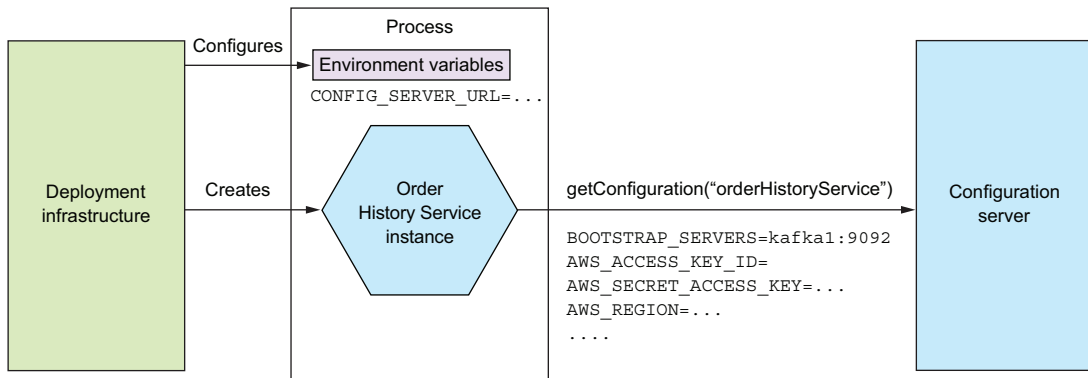 Process
Configures
Environment variables
CONFIG_SERVER_URL=...
Deployment
infrastructure
Creates
Order
History Service
instance
getConfiguration(“orderHistoryService”)
BOOTSTRAP_SERVERS=kafka1:9092
AWS_ACCESS_KEY_ID=
AWS_SECRET_ACCESS_KEY=...
AWS_REGION=...
....
Configuration
server